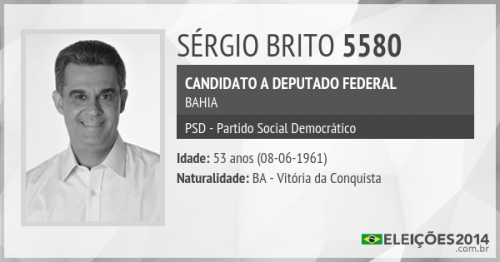 SÉRGIO BRITO 5580
CANDIDATO A DEPUTADO FEDERAL
BAHIA
PSD - Partido Social Democrático
Idade: 53 anos (08-06-1961)
Naturalidade: BA - Vitória da Conquista
ELEIÇÕES2014
.com.br